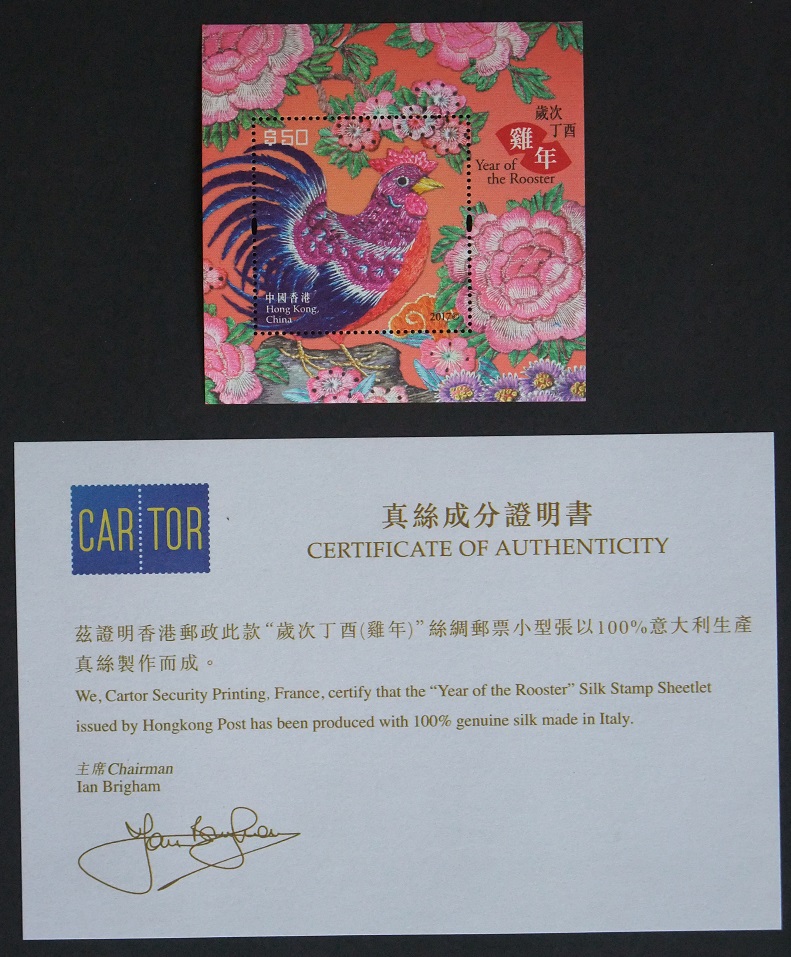 $50
歲次
丁酉
雞年
Year of
the Rooster
中國香港
Hong Kong,
China
2017©
CARTOR
真絲成分證明書
CERTIFICATE OF AUTHENTICITY
茲證明香港郵政此款“歲次丁酉(雞年)”絲綢郵票小型張以100%意大利生產
真絲製作而成。
We, Cartor Security Printing, France, certify that the “Year of the Rooster” Silk Stamp Sheetlet
issued by Hongkong Post has been produced with 100% genuine silk made in Italy.
主席Chairman
Ian Brigham
Ian Brigham